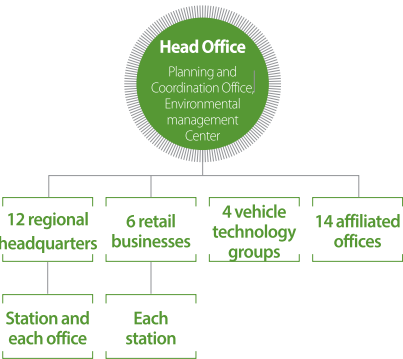 Head Office
Planning and
Coordination Office,
Environmental
management
Center
12 regional
headquarters
6 retail
businesses
4 vehicle
technology
groups
14 affiliated
offices
Station and
each office
Each
station